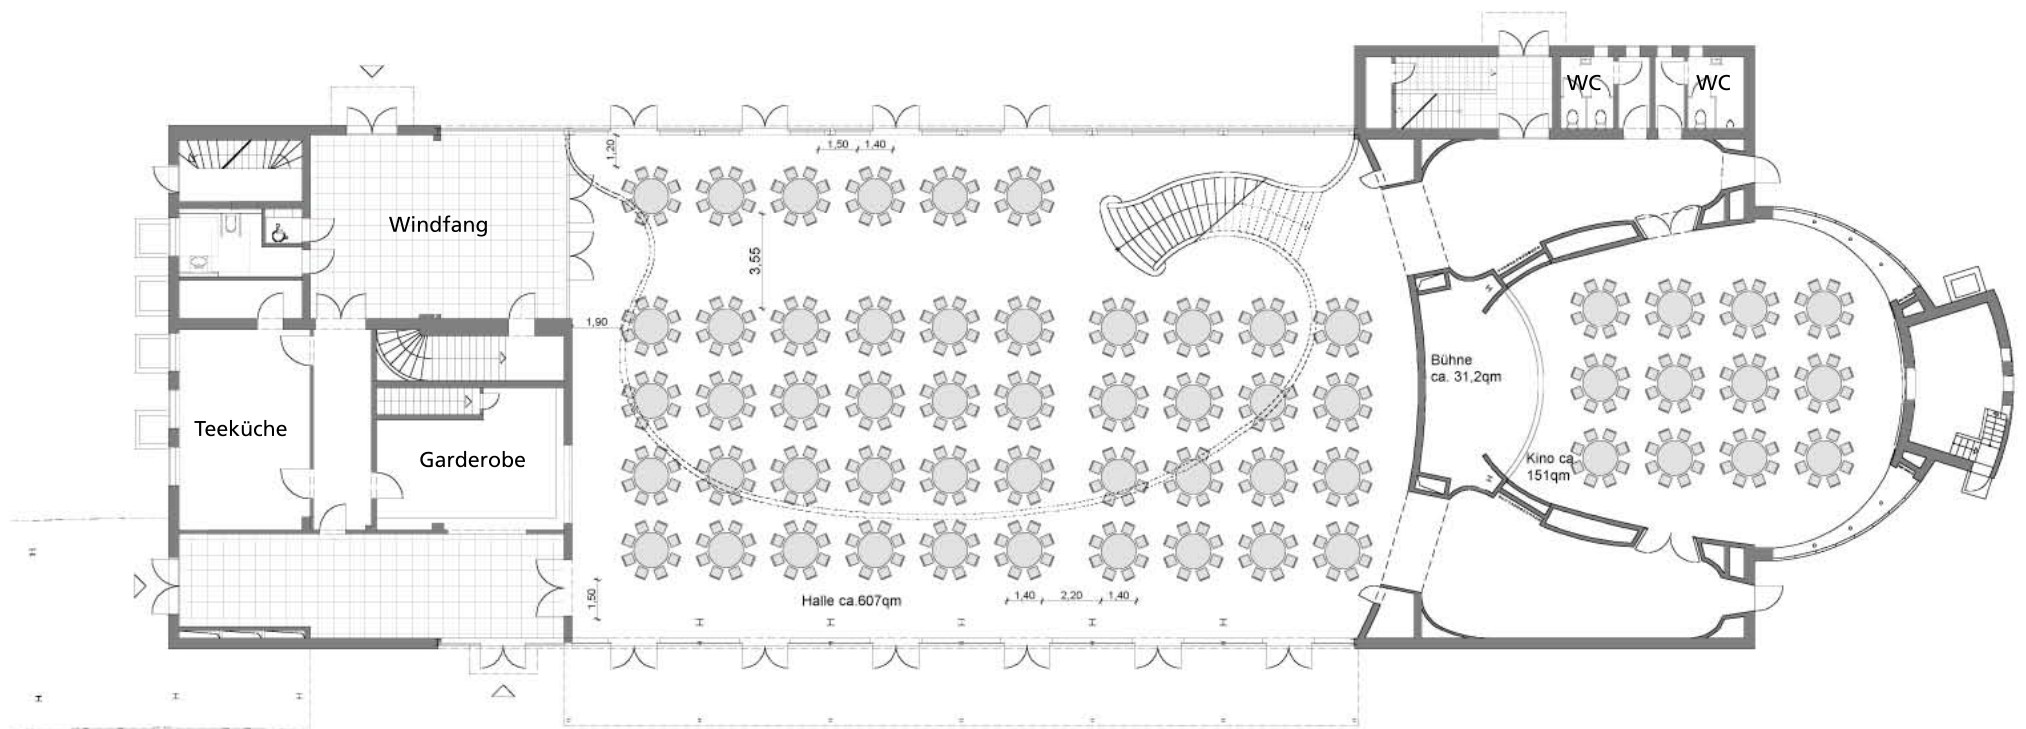 WC
WC
1,20
1,50
1,40
Windfang
3,55
1,90
Bühne
ca. 31,2qm
Teeküche
Garderobe
Kino ca
151qm
1,50
Halle ca.607qm
1,40
2,20
1,40